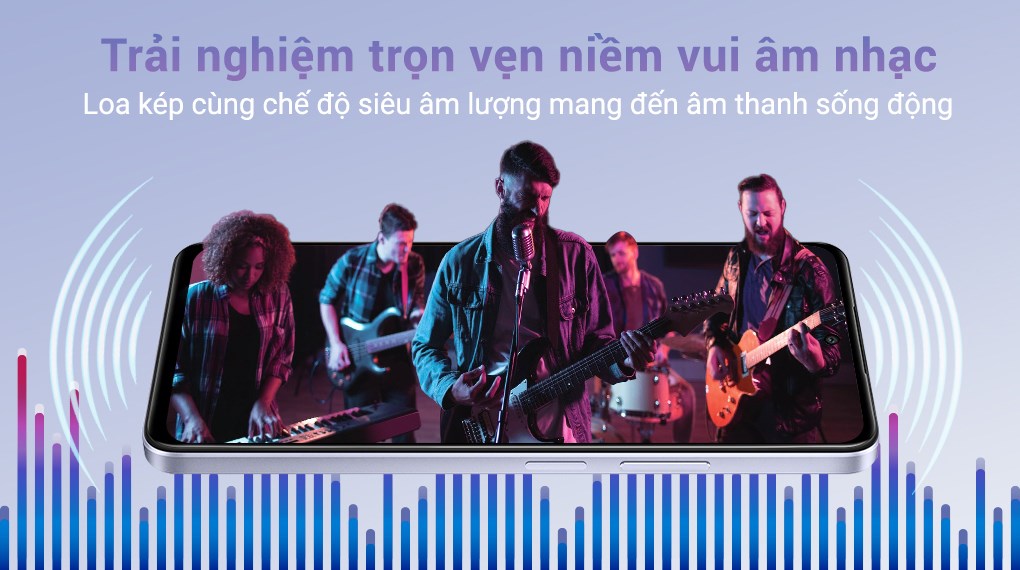 Trải nghiệm trọn vẹn niềm vui âm nhạc
Loa kép cùng chế độ siêu âm lượng mang đến âm thanh sống động